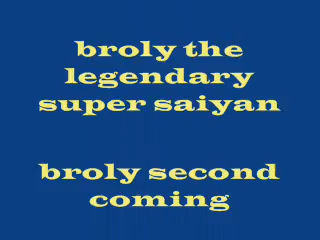 broly the
legendary
super saiyan
broly second
coming